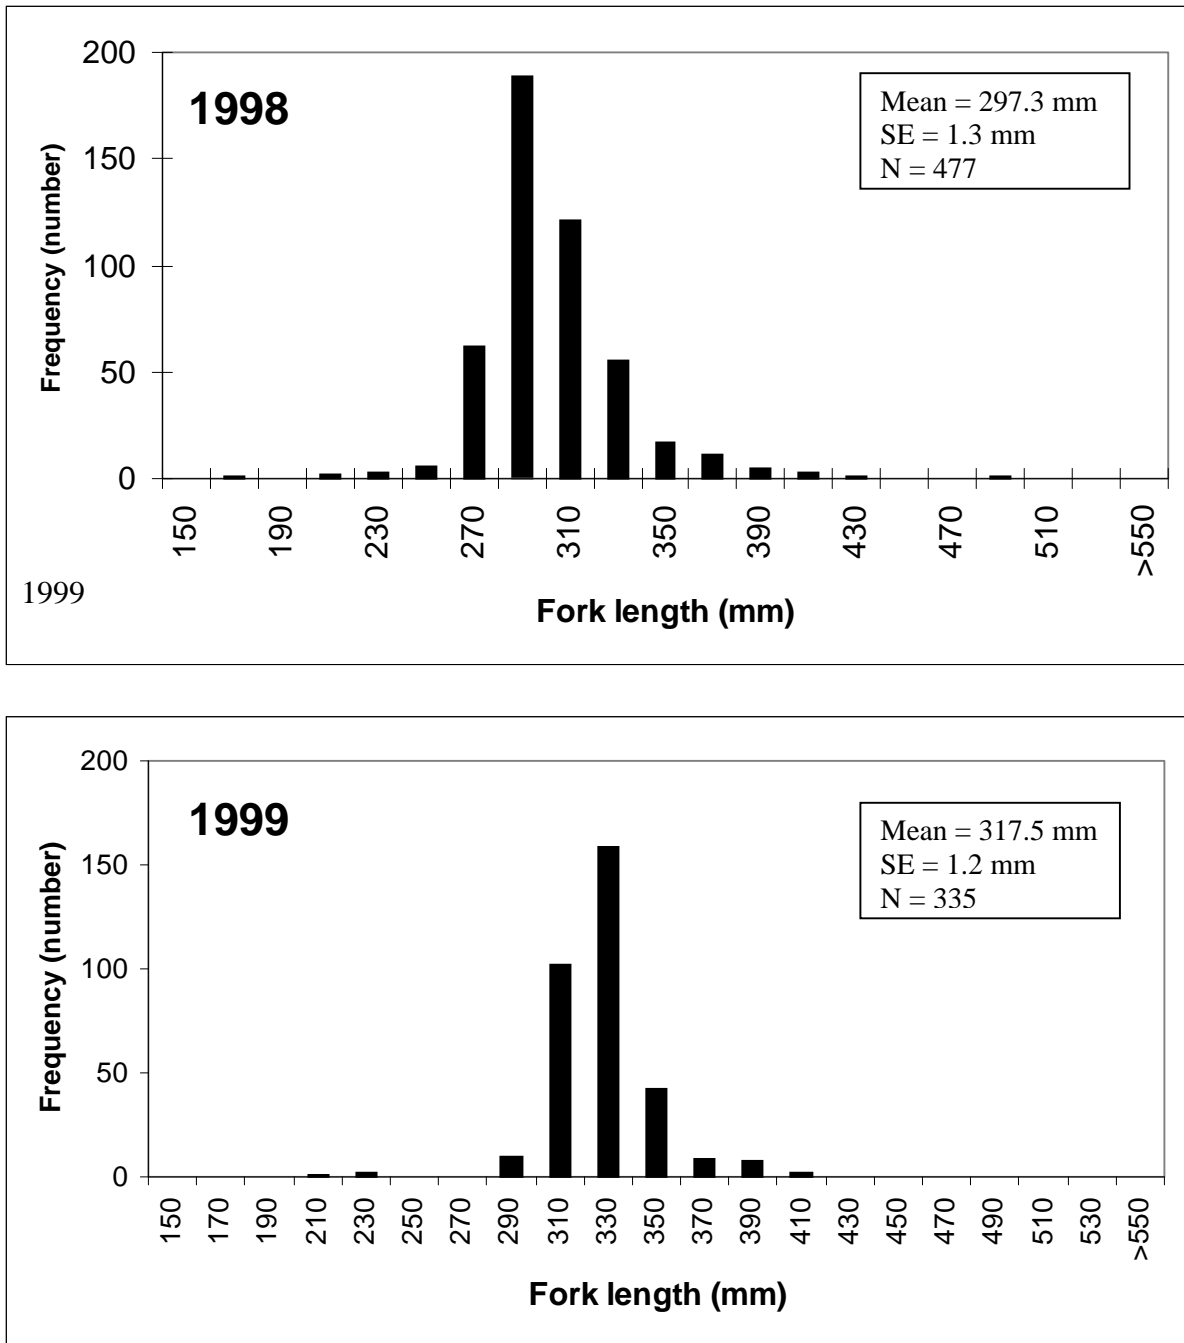 200
150
100
50
0
Frequency (number)
1998
Mean = 297.3 mm
SE = 1.3 mm
N = 477
150 190 230 270 310 350 390 430 470 510 >550
Fork length (mm)
1999
200
150
100
50
0
Frequency (number)
1999
Mean = 317.5 mm
SE = 1.2 mm
N = 335
150 170 190 210 230 250 270 290 310 330 350 370 390 410 430 450 470 490 510 530 >550
Fork length (mm)